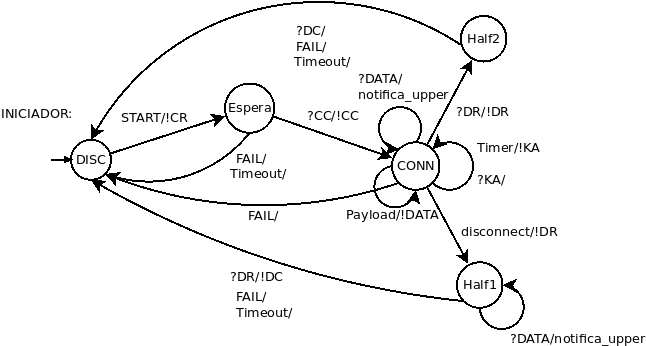 ?DC/
FAIL/
Timeout/
Half2
?DATA/
notifica_upper
Espera
INICIADOR:
START/!CR
?CC/!CC
?DR/!DR
Timer/!KA
?KA/
DISC
CONN
FAIL/
Timeout/
FAIL/
Payload/!DATA
disconnect/!DR
?DR/!DC
FAIL/
Timeout/
Half1
?DATA/notifica_upper